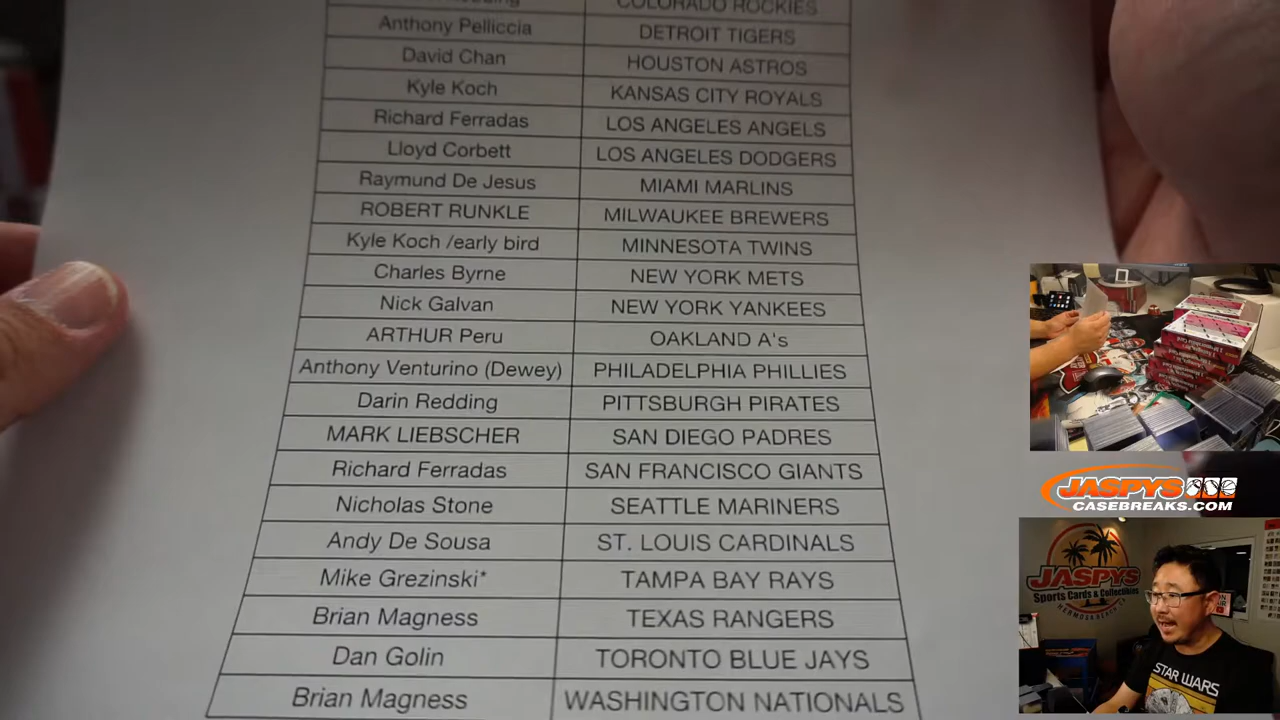 COLORADO ROCKIES
Anthony Pelliccia DETROIT TIGERS
David Chan HOUSTON ASTROS
Kyle Koch KANSAS CITY ROYALS
Richard Ferradas LOS ANGELES ANGELS
Lloyd Corbett LOS ANGELES DODGERS
Raymund De Jesus MIAMI MARLINS
ROBERT RUNKLE MILWAUKEE BREWERS
Kyle Koch /early bird MINNESOTA TWINS
Charles Byrne NEW YORK METS
Nick Galvan NEW YORK YANKEES
ARTHUR Peru OAKLAND A's
Anthony Venturino (Dewey) PHILADELPHIA PHILLIES
Darin Redding PITTSBURGH PIRATES
MARK LIEBSCHER SAN DIEGO PADRES
Richard Ferradas SAN FRANCISCO GIANTS
Nicholas Stone SEATTLE MARINERS
Andy De Sousa ST. LOUIS CARDINALS
Mike Grezinski* TAMPA BAY RAYS
Brian Magness TEXAS RANGERS
Dan Golin TORONTO BLUE JAYS
Brian Magness WASHINGTON NATIONALS
JASPYS
CASEBREAKS.COM
JASPYS
Sports Cards & Collectibles
HERMOSA BEACH, CA
STAR WARS